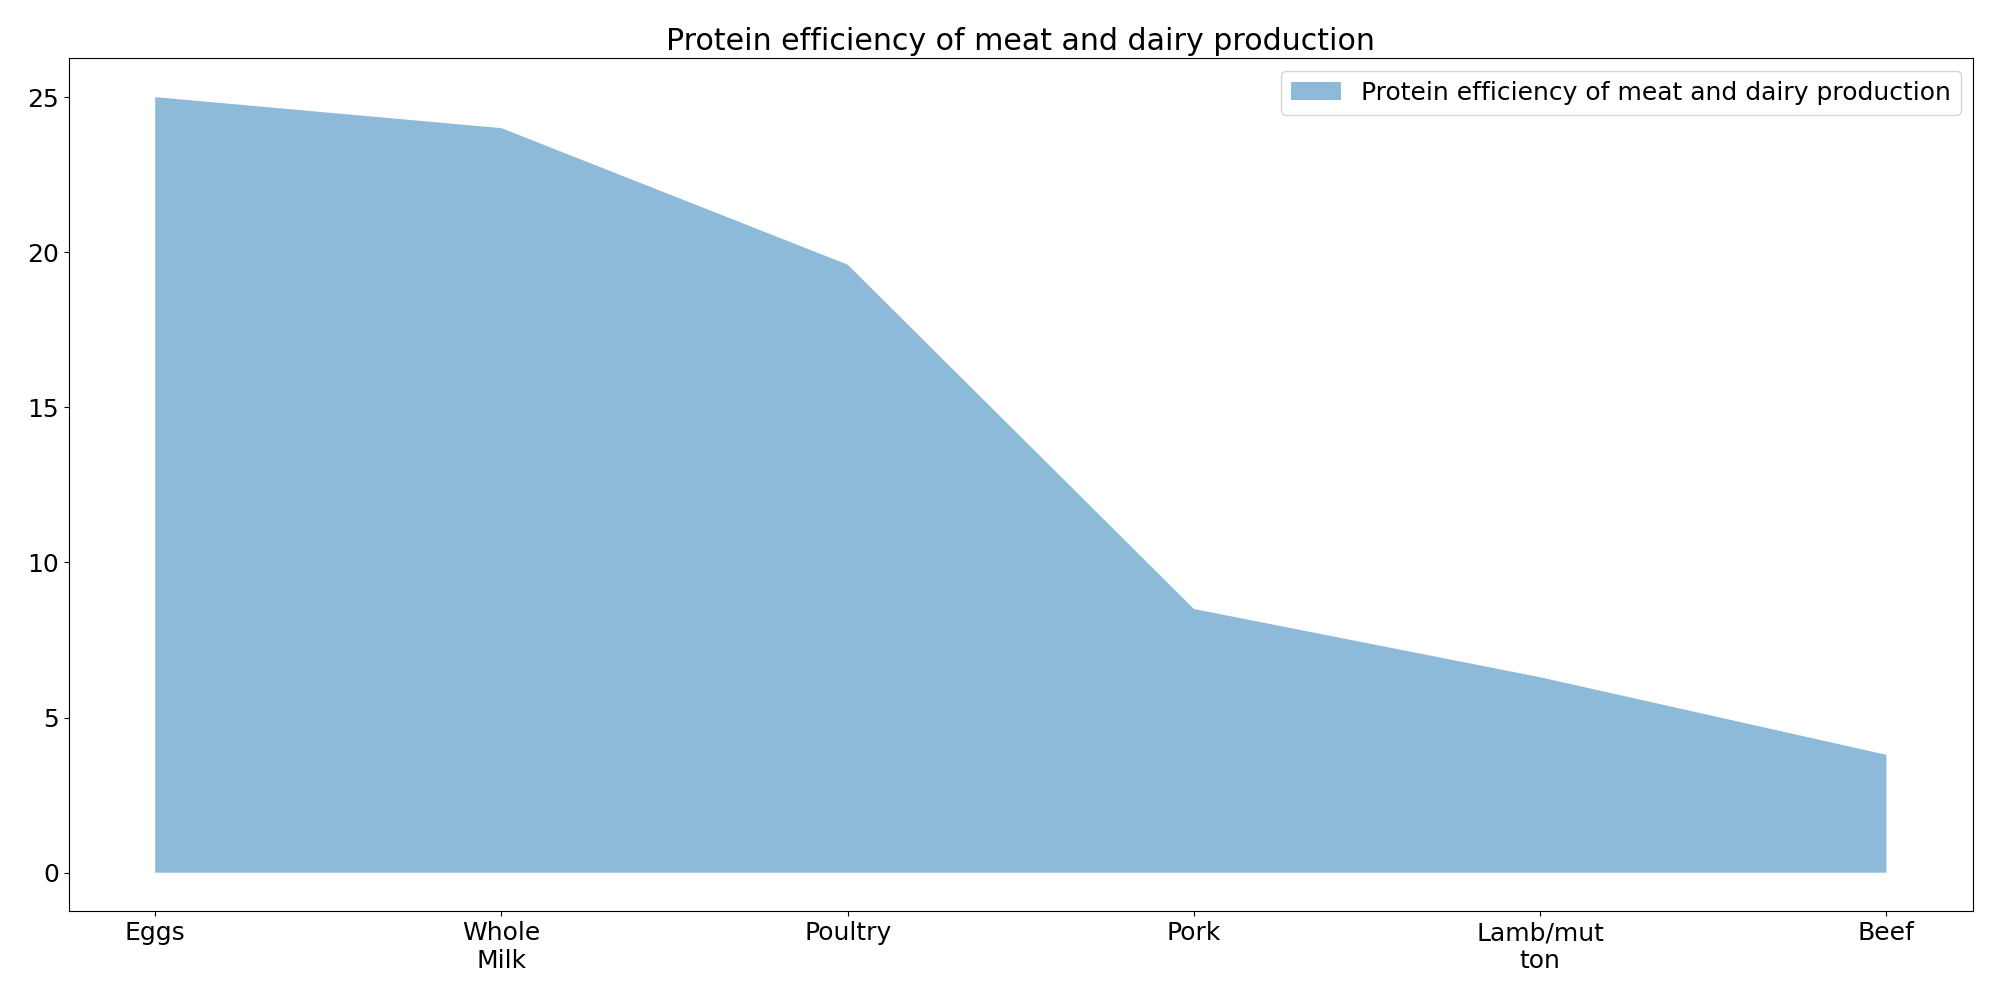 Protein efficiency of meat and dairy production
Protein efficiency of meat and dairy production
25
20
15
10
5
0
Eggs
Whole
Milk
Poultry
Pork
Lamb/mut
ton
Beef